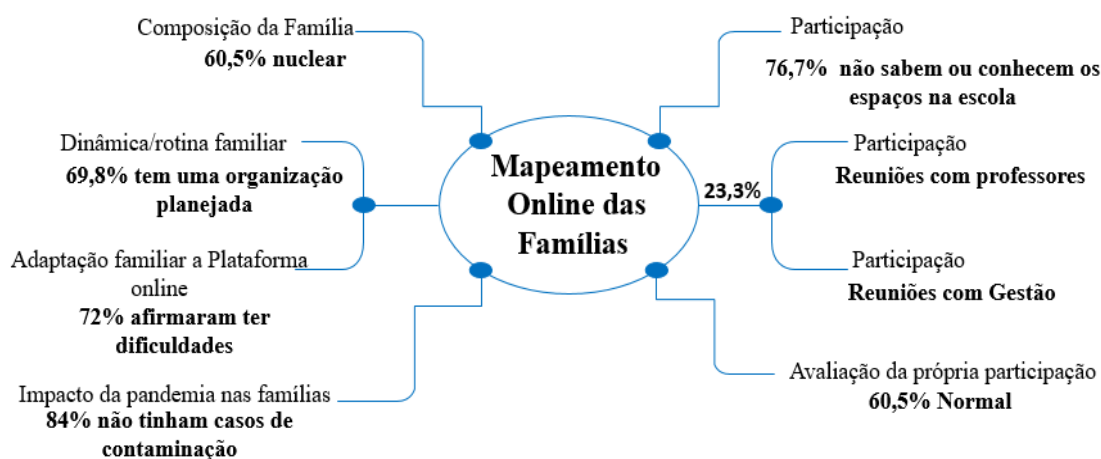 Composição da Família
60,5% nuclear
Dinâmica/rotina familiar
69,8% tem uma organização
planejada
Adaptação familiar a Plataforma
online
72% afirmaram ter
dificuldades
Impacto da pandemia nas famílias
84% não tinham casos de
contaminação
Mapeamento
Online das
Famílias
Participação
76,7% não sabem ou conhecem os
espaços na escola
23,3%
Participação
Reuniões com professores
Participação
Reuniões com Gestão
Avaliação da própria participação
60,5% Normal